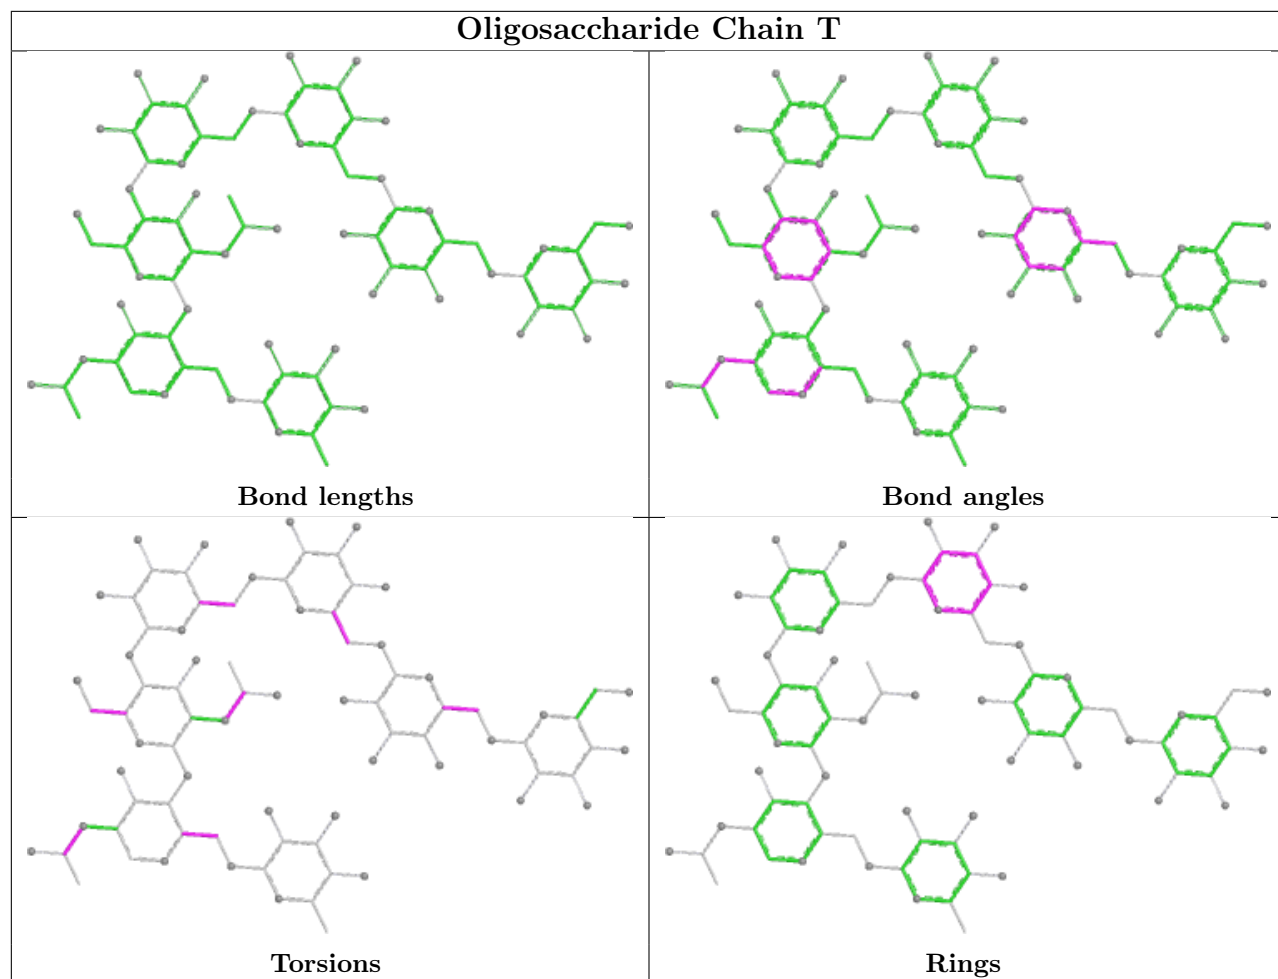 Oligosaccharide Chain T
Bond lengths
Bond angles
Torsions
Rings